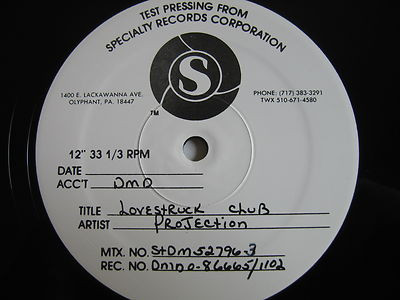 TEST PRESSING FROM
SPECIALTY RECORDS CORPORATION
S
TM
1400 E. LACKAWANNA AVE.
OLYPHANT, PA. 18447
PHONE: (717) 383-3291
TWX 510-671-4580
12" 33 1/3 RPM
DATE
ACC'T DMD
TITLE LOVESTRUCK CLUB
ARTIST PROJECTION
MTX. NO. StDM-52796-3
REC. NO. DMD0-86665/1102